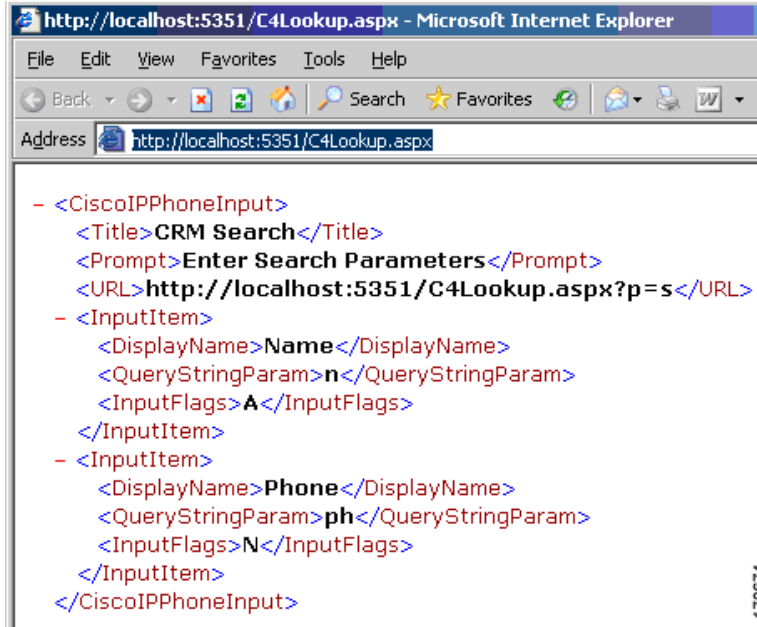 http://localhost:5351/C4Lookup.aspx - Microsoft Internet Explorer
File Edit View Favorites Tools Help
Back Search Favorites
Address http://localhost:5351/C4Lookup.aspx
- <CiscoIPPhoneInput>
<Title>CRM Search</Title>
<Prompt>Enter Search Parameters</Prompt>
<URL>http://localhost:5351/C4Lookup.aspx?p=s</URL>
- <InputItem>
<DisplayName>Name</DisplayName>
<QueryStringParam>n</QueryStringParam>
<InputFlags>A</InputFlags>
</InputItem>
- <InputItem>
<DisplayName>Phone</DisplayName>
<QueryStringParam>ph</QueryStringParam>
<InputFlags>N</InputFlags>
</InputItem>
</CiscoIPPhoneInput>